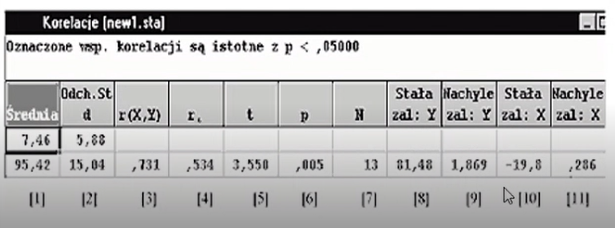 Korelacje (new1.sta)
Oznaczone wsp. korelacji są istotne z p < ,05000
Odch.St Stała Nachyle Stała Nachyle
Średnia d r(X,Y) r, t p N zal: Y zal: Y zal: X zal: X
7,46 5,88
95,42 15,04 ,731 ,534 3,550 ,005 13 81,48 1,869 -19,8 ,286
[1] [2] [3] [4] [5] [6] [7] [8] [9] [10] [11]